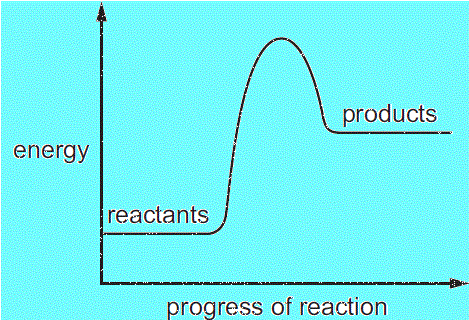 products
energy
reactants
progress of reaction